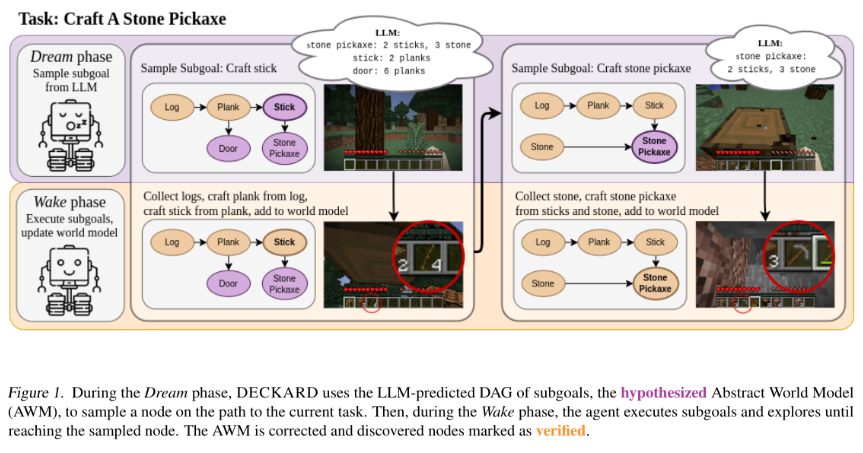 Task: Craft A Stone Pickaxe
Dream phase
Sample subgoal
from LLM
Sample Subgoal: Craft stick
LLM:
stone pickaxe: 2 sticks, 3 stone
stick: 2 planks
door: 6 planks
Log
Plank
Stick
Door
Stone
Pickaxe
Sample Subgoal: Craft stone pickaxe
LLM:
stone pickaxe:
2 sticks, 3 stone
Log
Plank
Stick
Stone
Stone
Pickaxe
Wake phase
Execute subgoals,
update world model
Collect logs, craft plank from log,
craft stick from plank, add to world model
Log
Plank
Stick
Door
Stone
Pickaxe
2 4
Collect stone, craft stone pickaxe
from sticks and stone, add to world model
Log
Plank
Stick
Stone
Stone
Pickaxe
3
Figure 1. During the Dream phase, DECKARD uses the LLM-predicted DAG of subgoals, the hypothesized Abstract World Model
(AWM), to sample a node on the path to the current task. Then, during the Wake phase, the agent executes subgoals and explores until
reaching the sampled node. The AWM is corrected and discovered nodes marked as verified.